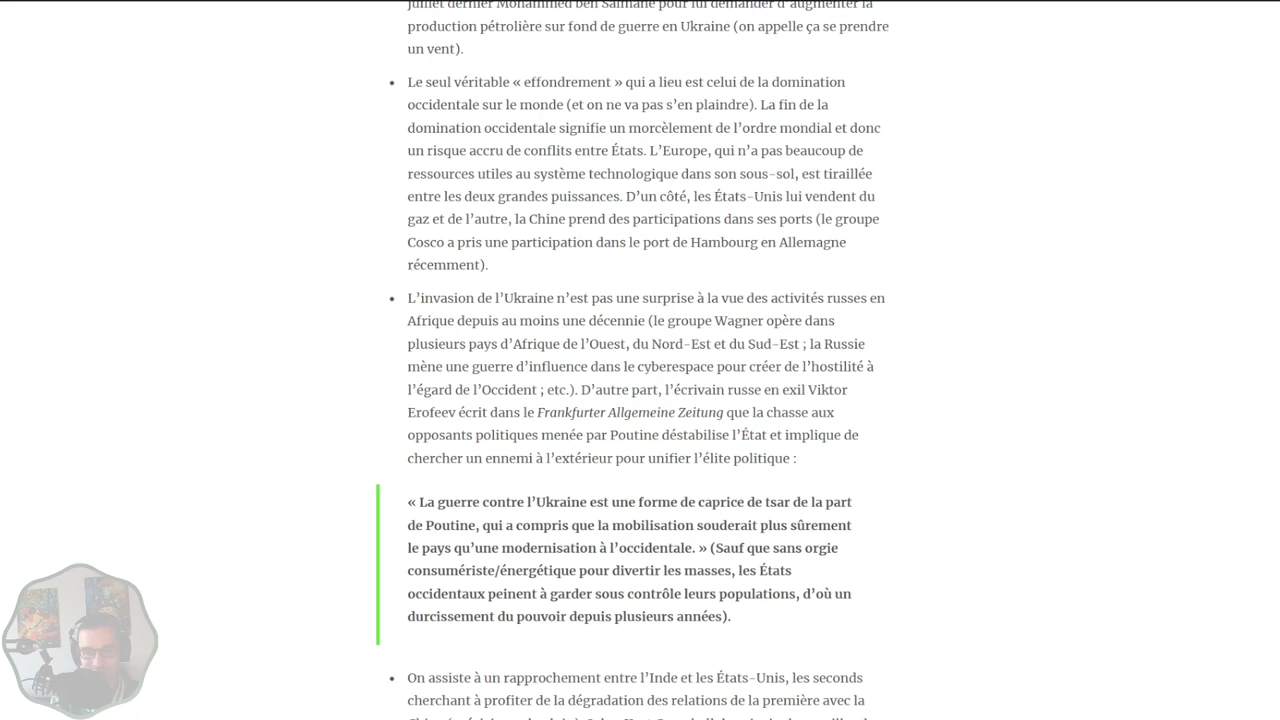 juillet dernier Mohammed ben Salmane pour lui demander d’augmenter la
production pétrolière sur fond de guerre en Ukraine (on appelle ça se prendre
un vent).
• Le seul véritable « effondrement » qui a lieu est celui de la domination
occidentale sur le monde (et on ne va pas s’en plaindre). La fin de la
domination occidentale signifie un morcèlement de l’ordre mondial et donc
un risque accru de conflits entre États. L’Europe, qui n’a pas beaucoup de
ressources utiles au système technologique dans son sous-sol, est tiraillée
entre les deux grandes puissances. D’un côté, les États-Unis lui vendent du
gaz et de l’autre, la Chine prend des participations dans ses ports (le groupe
Cosco a pris une participation dans le port de Hambourg en Allemagne
récemment).
• L’invasion de l’Ukraine n’est pas une surprise à la vue des activités russes en
Afrique depuis au moins une décennie (le groupe Wagner opère dans
plusieurs pays d’Afrique de l’Ouest, du Nord-Est et du Sud-Est ; la Russie
mène une guerre d’influence dans le cyberespace pour créer de l’hostilité à
l’égard de l’Occident ; etc.). D’autre part, l’écrivain russe en exil Viktor
Erofeev écrit dans le Frankfurter Allgemeine Zeitung que la chasse aux
opposants politiques menée par Poutine déstabilise l’État et implique de
chercher un ennemi à l’extérieur pour unifier l’élite politique :
« La guerre contre l’Ukraine est une forme de caprice de tsar de la part
de Poutine, qui a compris que la mobilisation souderait plus sûrement
le pays qu’une modernisation à l’occidentale. » (Sauf que sans orgie
consumériste/énergétique pour divertir les masses, les États
occidentaux peinent à garder sous contrôle leurs populations, d’où un
durcissement du pouvoir depuis plusieurs années).
• On assiste à un rapprochement entre l’Inde et les États-Unis, les seconds
cherchant à profiter de la dégradation des relations de la première avec la